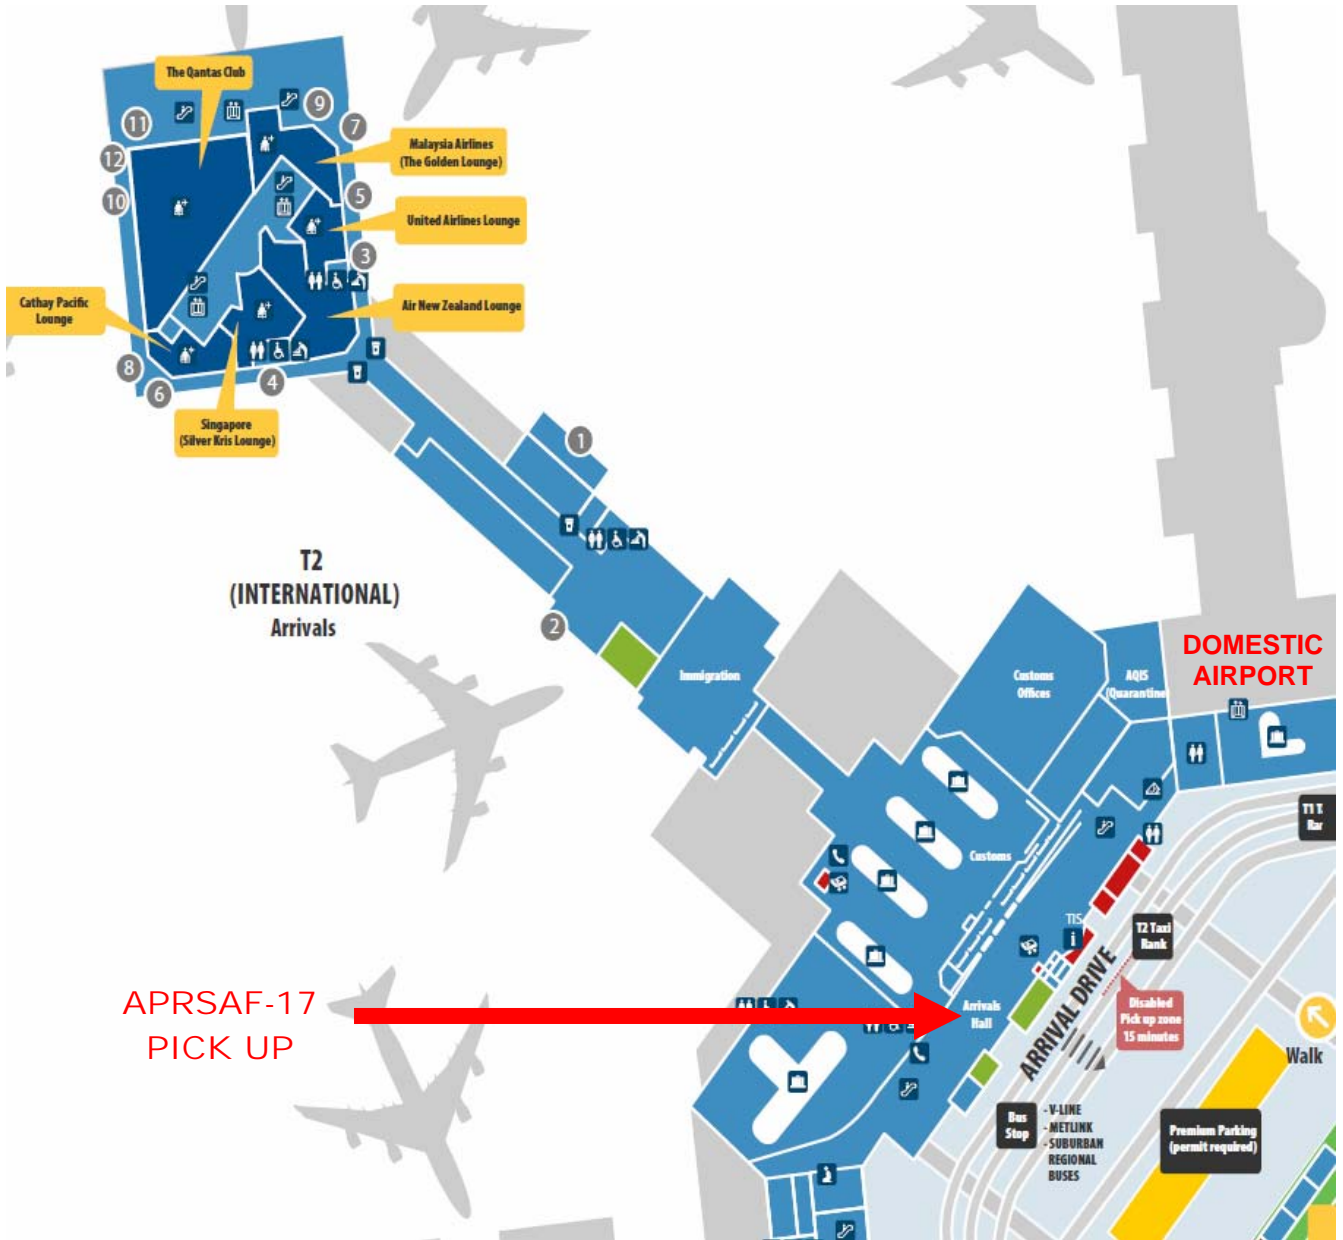 The Qantas Club
11
9
7
12
Malaysia Airlines
(The Golden Lounge)
10
5
United Airlines Lounge
3
Cathay Pacific
Lounge
Air New Zealand Lounge
8
6
4
Singapore
(Silver Kris Lounge)
1
T2
(INTERNATIONAL)
Arrivals
2
Immigration
Customs
Offices
AQIS
(Quarantine
DOMESTIC
AIRPORT
T1 T
Customs
TIS
i
T2 Taxi
Rank
ARRIVAL DRIVE
Disabled
Pick up zone
15 minutes
APRSAF-17
PICK UP
Arrivals
Hall
Walk
Bus
Stop
- V-LINE
- METLINK
- SUBURBAN
REGIONAL
BUSES
Premium Parking
(permit required)